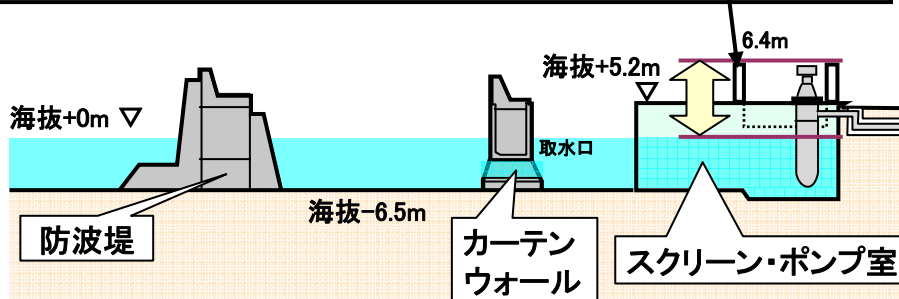 6.4m
海抜+5.2m
海抜+0m
取水口
海抜-6.5m
防波堤
カーテン
ウォール
スクリーン・ポンプ室